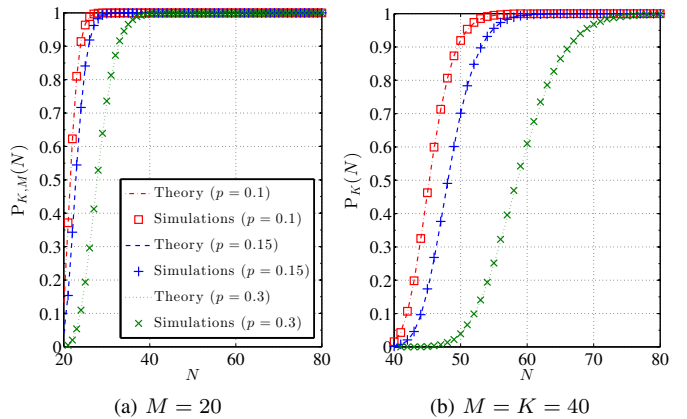 1
0.9
0.8
0.7
0.6
0.5
0.4
0.3
0.2
0.1
0
P_{K,M}(N)
Theory (p = 0.1)
Simulations (p = 0.1)
Theory (p = 0.15)
Simulations (p = 0.15)
Theory (p = 0.3)
Simulations (p = 0.3)
20 40 60 80
N
(a) M = 20
1
0.9
0.8
0.7
0.6
0.5
0.4
0.3
0.2
0.1
0
P_K(N)
40 50 60 70 80
N
(b) M = K = 40